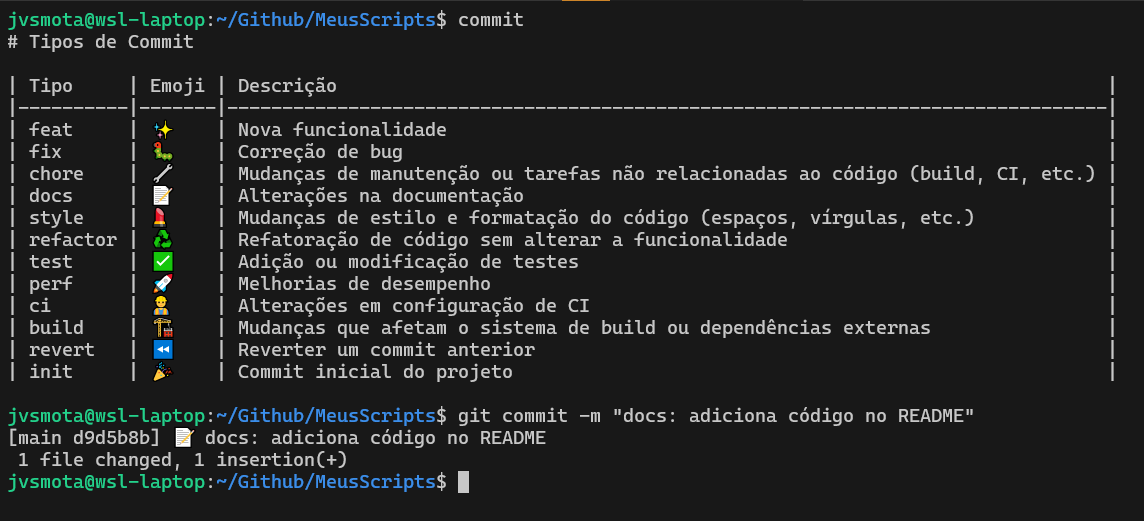 jvsmota@wsl-laptop:~/Github/MeusScripts$ commit
# Tipos de Commit
| Tipo     | Emoji | Descrição                                                                      |
|----------|-------|--------------------------------------------------------------------------------|
| feat     | ✨    | Nova funcionalidade                                                            |
| fix      | 🐛    | Correção de bug                                                                |
| chore    | 🔧    | Mudanças de manutenção ou tarefas não relacionadas ao código (build, CI, etc.) |
| docs     | 📝    | Alterações na documentação                                                     |
| style    | 💄    | Mudanças de estilo e formatação do código (espaços, vírgulas, etc.)            |
| refactor | ♻️    | Refatoração de código sem alterar a funcionalidade                             |
| test     | ✅    | Adição ou modificação de testes                                                |
| perf     | 🚀    | Melhorias de desempenho                                                        |
| ci       | 👷    | Alterações em configuração de CI                                               |
| build    | 🏗️    | Mudanças que afetam o sistema de build ou dependências externas                |
| revert   | ⏪    | Reverter um commit anterior                                                    |
| init     | 🎉    | Commit inicial do projeto                                                      |
jvsmota@wsl-laptop:~/Github/MeusScripts$ git commit -m "docs: adiciona código no README"
[main d9d5b8b] 📝 docs: adiciona código no README
 1 file changed, 1 insertion(+)
jvsmota@wsl-laptop:~/Github/MeusScripts$